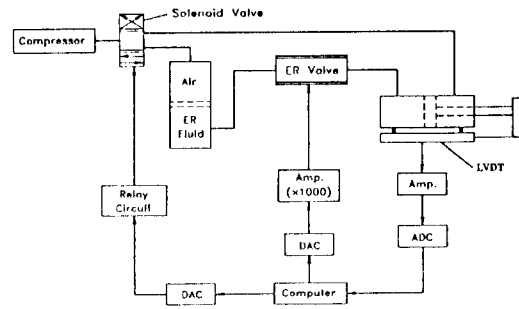 Solenoid Valve
Compressor
Air
ER
Fluid
ER Valve
LVDT
Amp.
(×1000)
Amp.
Relay
Circuit
DAC
ADC
DAC
Computer